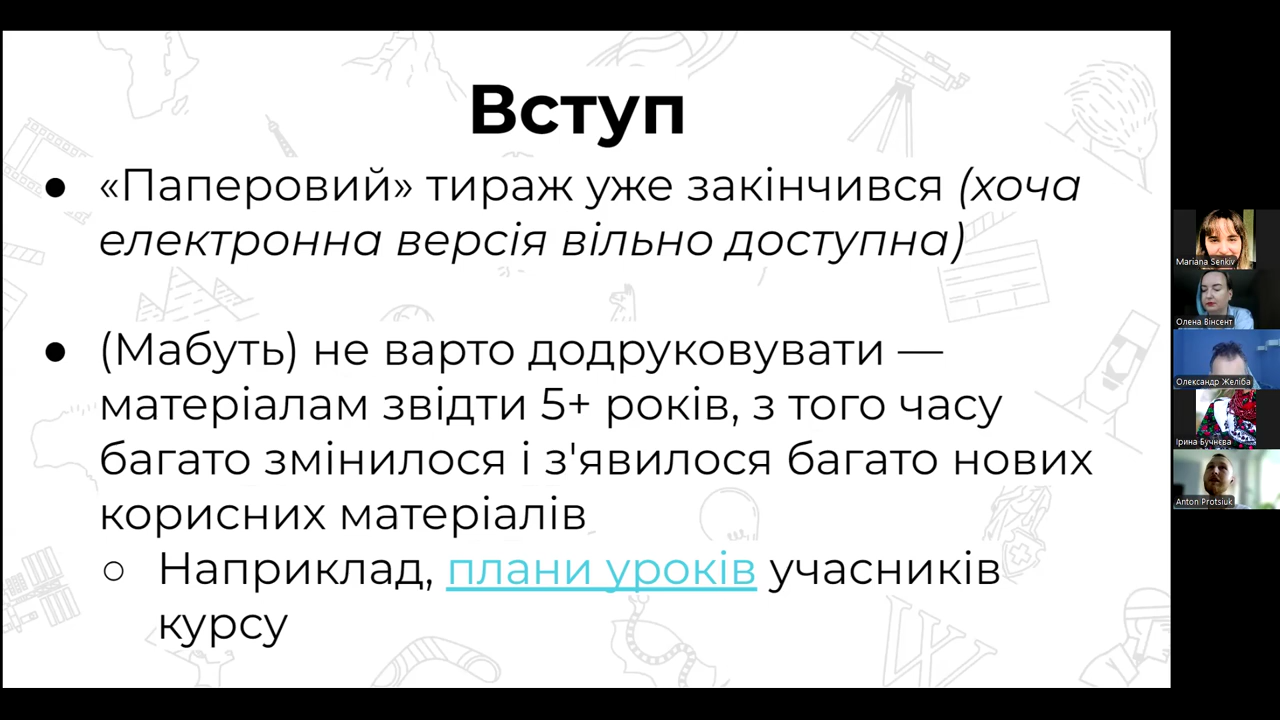 Вступ
● «Паперовий» тираж уже закінчився (хоча
електронна версія вільно доступна)
● (Мабуть) не варто додруковувати —
матеріалам звідти 5+ років, з того часу
багато змінилося і з'явилося багато нових
корисних матеріалів
○ Наприклад, плани уроків учасників
курсу
Mariana Senkiv
Олена Вінсент
Олександр Желіба
Ірина Бучнєва
Anton Protsiuk